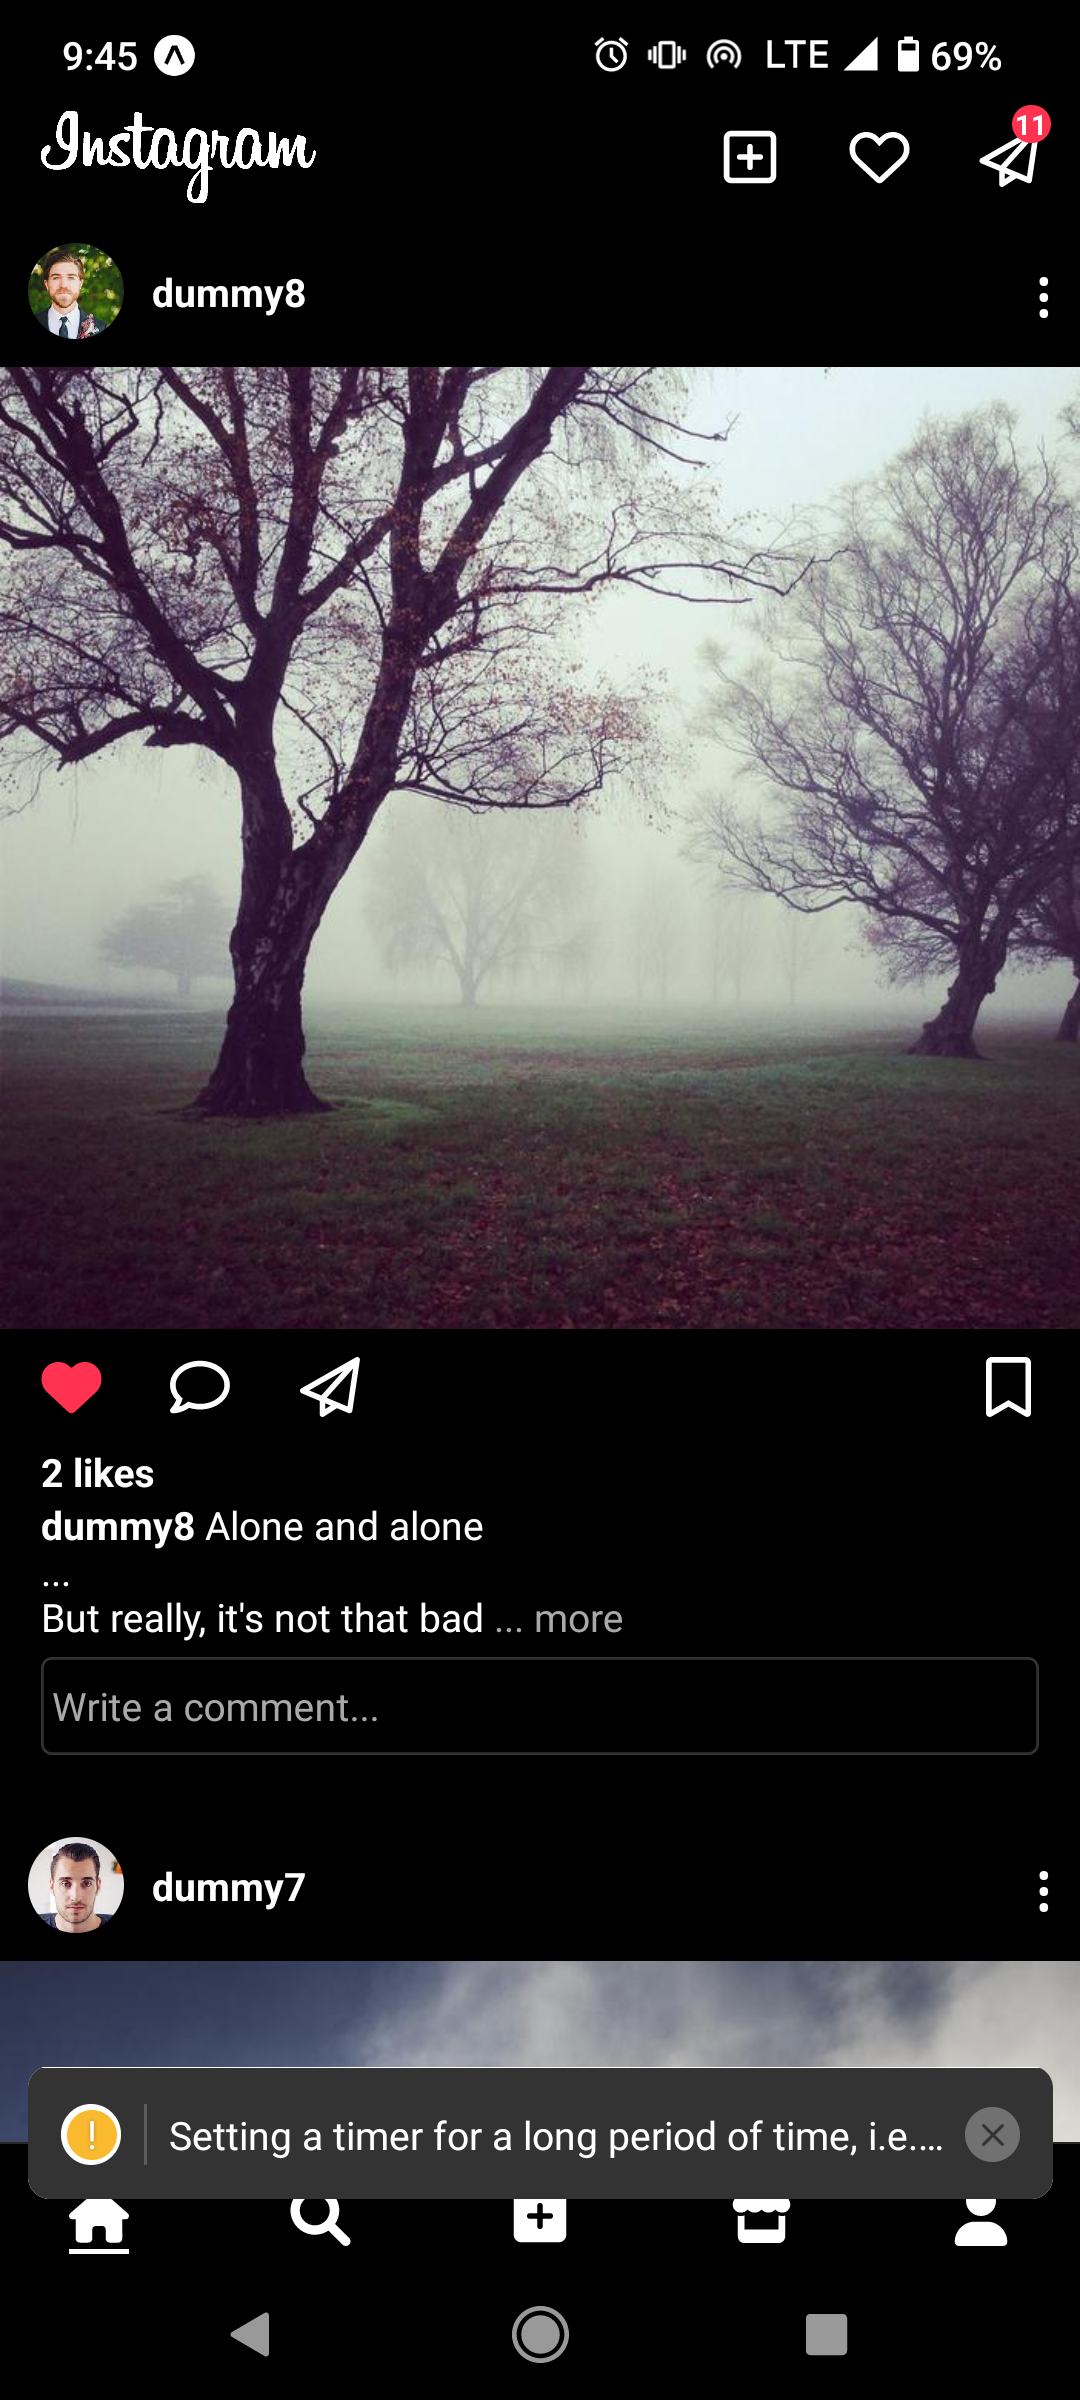 9:45 LTE 69%
Instagram 11
dummy8
2 likes
dummy8 Alone and alone
...
But really, it's not that bad ... more
Write a comment...
dummy7
Setting a timer for a long period of time, i.e....